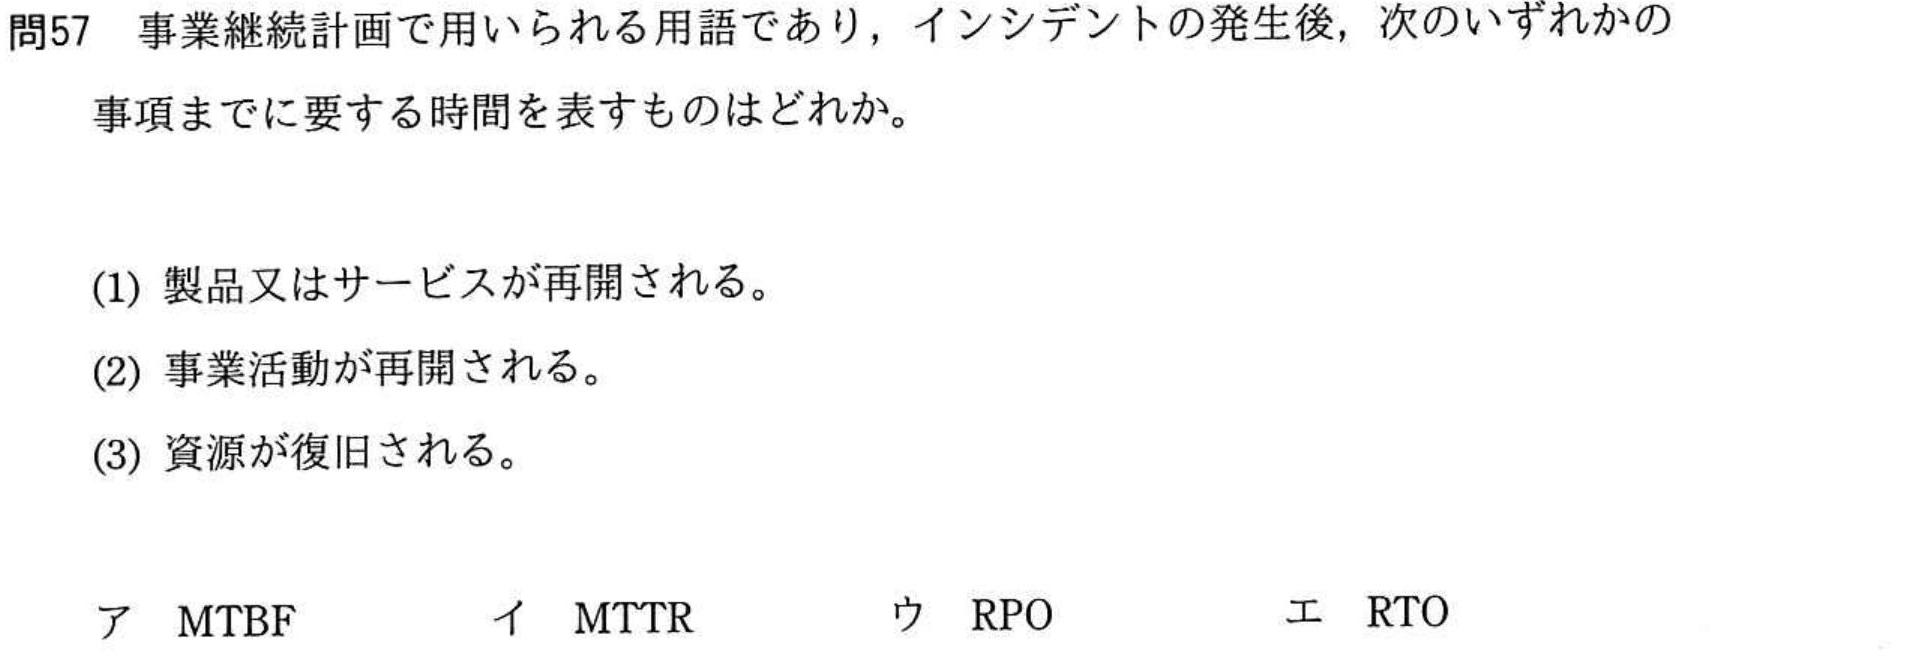 問57 事業継続計画で用いられる用語であり，インシデントの発生後，次のいずれかの
事項までに要する時間を表すものはどれか。
(1) 製品又はサービスが再開される。
(2) 事業活動が再開される。
(3) 資源が復旧される。
ア MTBF イ MTTR ウ RPO エ RTO